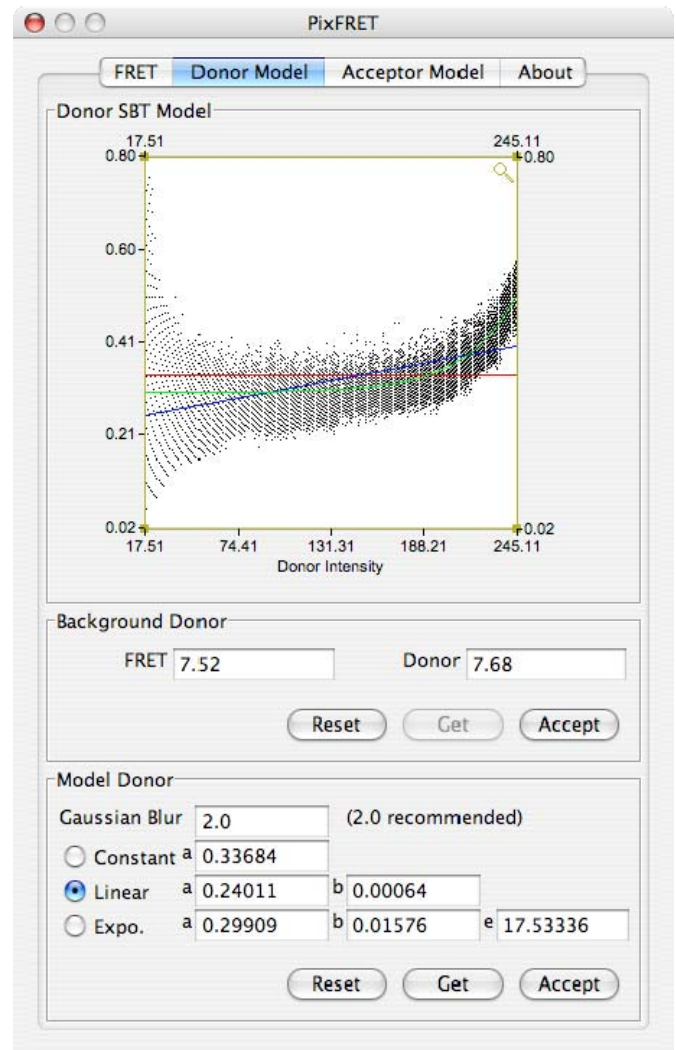 PixFRET
FRET Donor Model Acceptor Model About
Donor SBT Model
17.51 245.11
0.80 0.80
0.60
0.41
0.21
0.02 0.02
17.51 74.41 131.31 188.21 245.11
Donor Intensity
Background Donor
FRET 7.52 Donor 7.68
Reset Get Accept
Model Donor
Gaussian Blur 2.0 (2.0 recommended)
Constant a 0.33684
Linear a 0.24011 b 0.00064
Expo. a 0.29909 b 0.01576 e 17.53336
Reset Get Accept